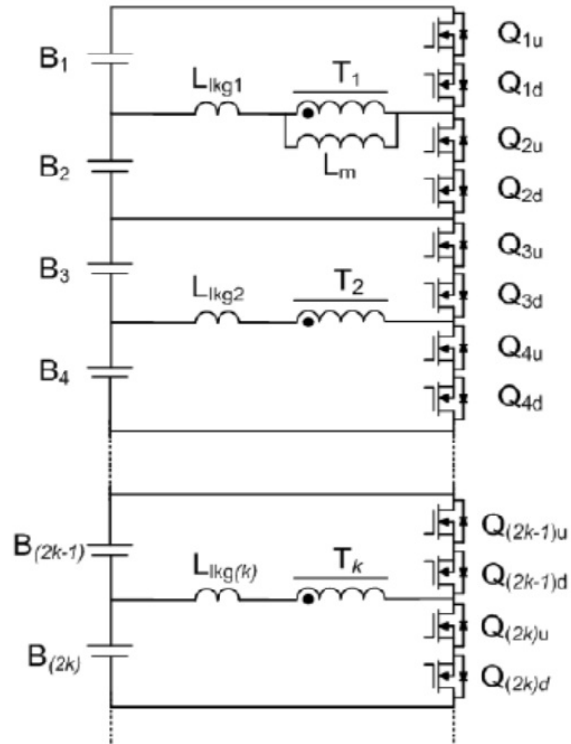 B1
Llkg1
T1
Lm
Q1u
Q1d
B2
Q2u
Q2d
B3
Llkg2
T2
Q3u
Q3d
B4
Q4u
Q4d
B(2k-1)
Llkg(k)
Tk
Q(2k-1)u
Q(2k-1)d
B(2k)
Q(2k)u
Q(2k)d